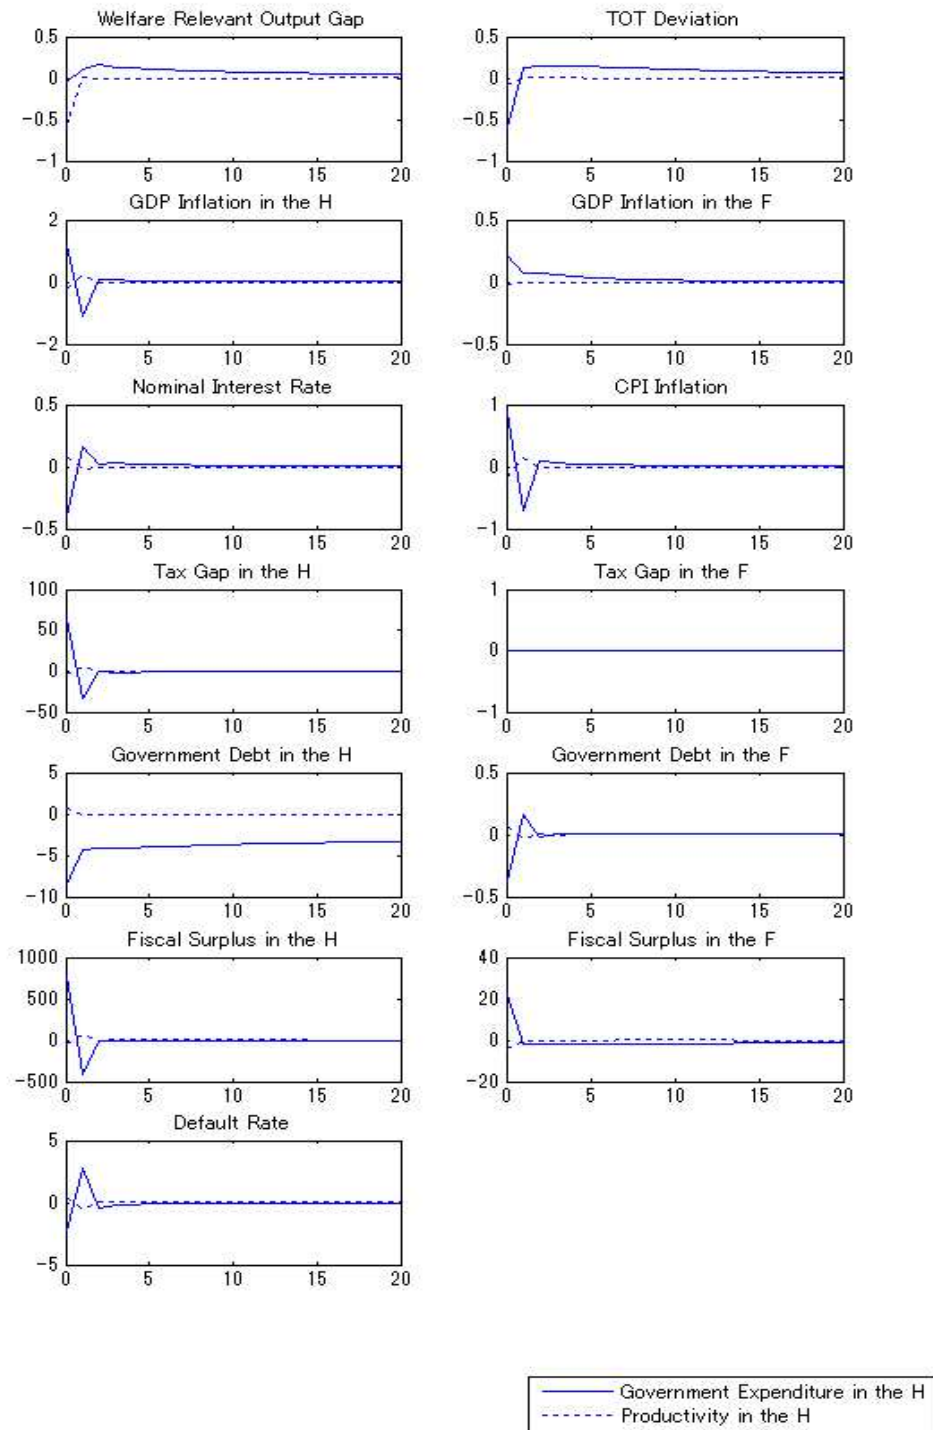 Welfare Relevant Output Gap
TOT Deviation
0.5
0
−0.5
−1
0 5 10 15 20
0.5
0
−0.5
−1
0 5 10 15 20
GDP Inflation in the H
GDP Inflation in the F
2
0
−2
0 5 10 15 20
0.5
0
−0.5
0 5 10 15 20
Nominal Interest Rate
CPI Inflation
0.5
0
−0.5
0 5 10 15 20
1
0
−1
0 5 10 15 20
Tax Gap in the H
Tax Gap in the F
100
50
0
−50
0 5 10 15 20
1
0
−1
0 5 10 15 20
Government Debt in the H
Government Debt in the F
5
0
−5
−10
0 5 10 15 20
0.5
0
−0.5
0 5 10 15 20
Fiscal Surplus in the H
Fiscal Surplus in the F
1000
500
0
−500
0 5 10 15 20
40
20
0
−20
0 5 10 15 20
Default Rate
5
0
−5
0 5 10 15 20
Government Expenditure in the H
Productivity in the H